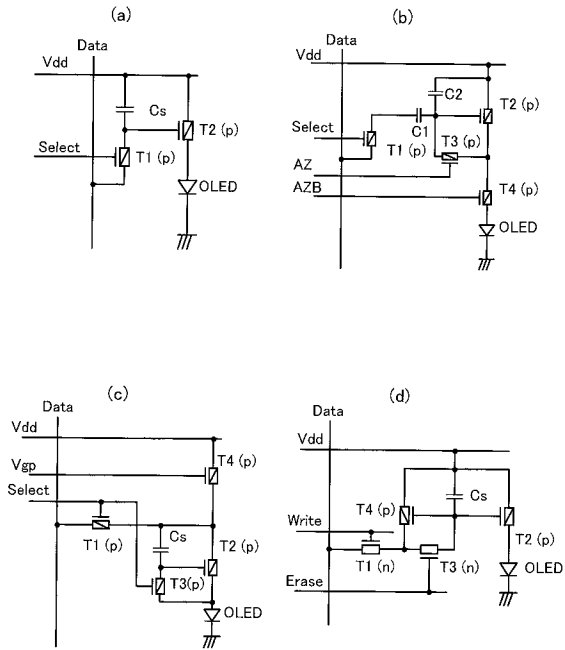 (a)
Data
Vdd
Cs
T2 (p)
Select
T1 (p)
OLED
(b)
Data
Vdd
C2
T2 (p)
Select
C1
T3 (p)
T1 (p)
AZ
AZB
T4 (p)
OLED
(c)
Data
Vdd
Vgp
T4 (p)
Select
T1 (p)
Cs
T2 (p)
T3(p)
OLED
(d)
Data
Vdd
Cs
T4 (p)
Write
T2 (p)
T1 (n)
T3 (n)
OLED
Erase